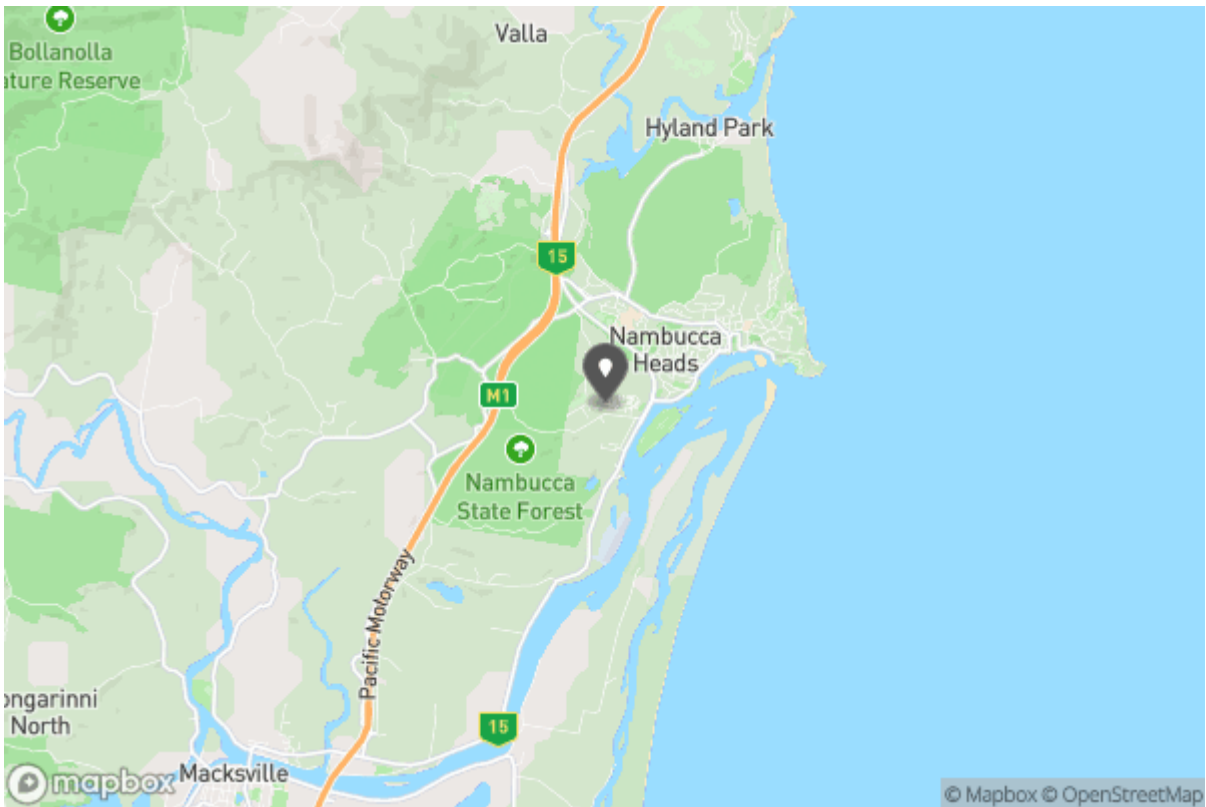 Valla
Bollanolla
ature Reserve
Hyland Park
15
Nambucca
Heads
M1
Nambucca
State Forest
Pacific Motorway
ongarinni
North
15
Macksville
mapbox
© Mapbox © OpenStreetMap